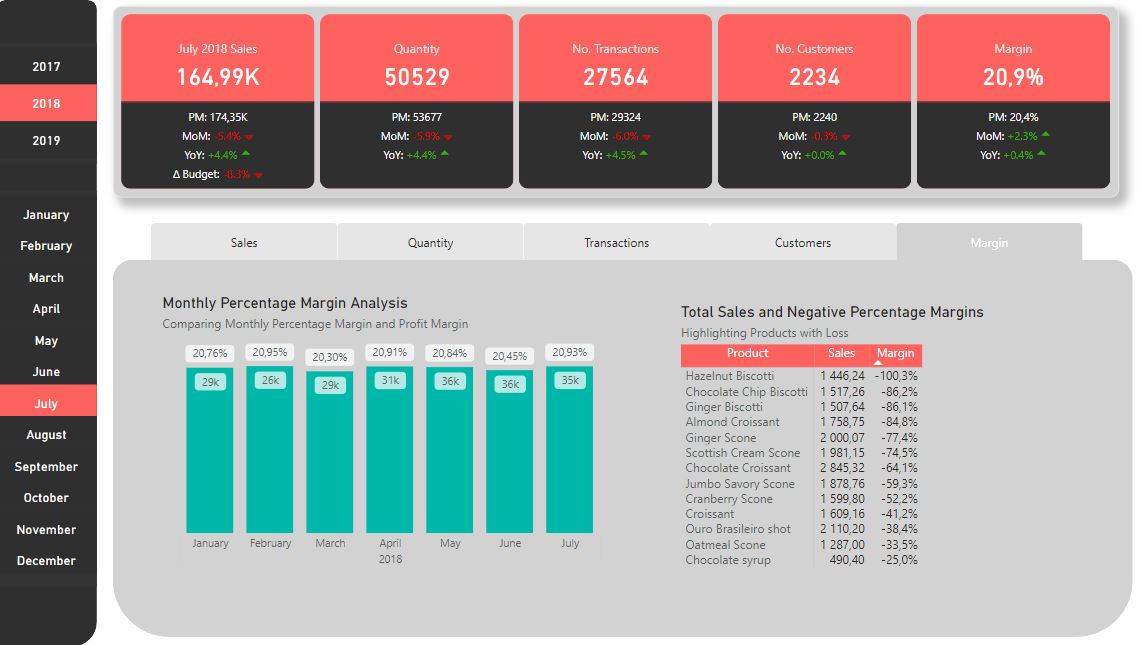 2017
2018
2019
January
February
March
April
May
June
July
August
September
October
November
December
July 2018 Sales
164,99K
PM: 174,35K
MoM: -5.4%
YoY: +4.4%
Δ Budget: -8.3%
Quantity
50529
PM: 53677
MoM: -5.9%
YoY: +4.4%
No. Transactions
27564
PM: 29324
MoM: -6.0%
YoY: +4.5%
No. Customers
2234
PM: 2240
MoM: -0.3%
YoY: +0.0%
Margin
20,9%
PM: 20,4%
MoM: +2.3%
YoY: +0.4%
Sales Quantity Transactions Customers Margin
Monthly Percentage Margin Analysis
Comparing Monthly Percentage Margin and Profit Margin
20,76% 20,95% 20,30% 20,91% 20,84% 20,45% 20,93%
29k 26k 29k 31k 36k 36k 35k
January February March April May June July
2018
Total Sales and Negative Percentage Margins
Highlighting Products with Loss
Product Sales Margin
Hazelnut Biscotti 1 446,24 -100,3%
Chocolate Chip Biscotti 1 517,26 -86,2%
Ginger Biscotti 1 507,64 -86,1%
Almond Croissant 1 758,75 -84,8%
Ginger Scone 2 000,07 -77,4%
Scottish Cream Scone 1 981,15 -74,5%
Chocolate Croissant 2 845,32 -64,1%
Jumbo Savory Scone 1 878,76 -59,3%
Cranberry Scone 1 599,80 -52,2%
Croissant 1 609,16 -41,2%
Ouro Brasileiro shot 2 110,20 -38,4%
Oatmeal Scone 1 287,00 -33,5%
Chocolate syrup 490,40 -25,0%